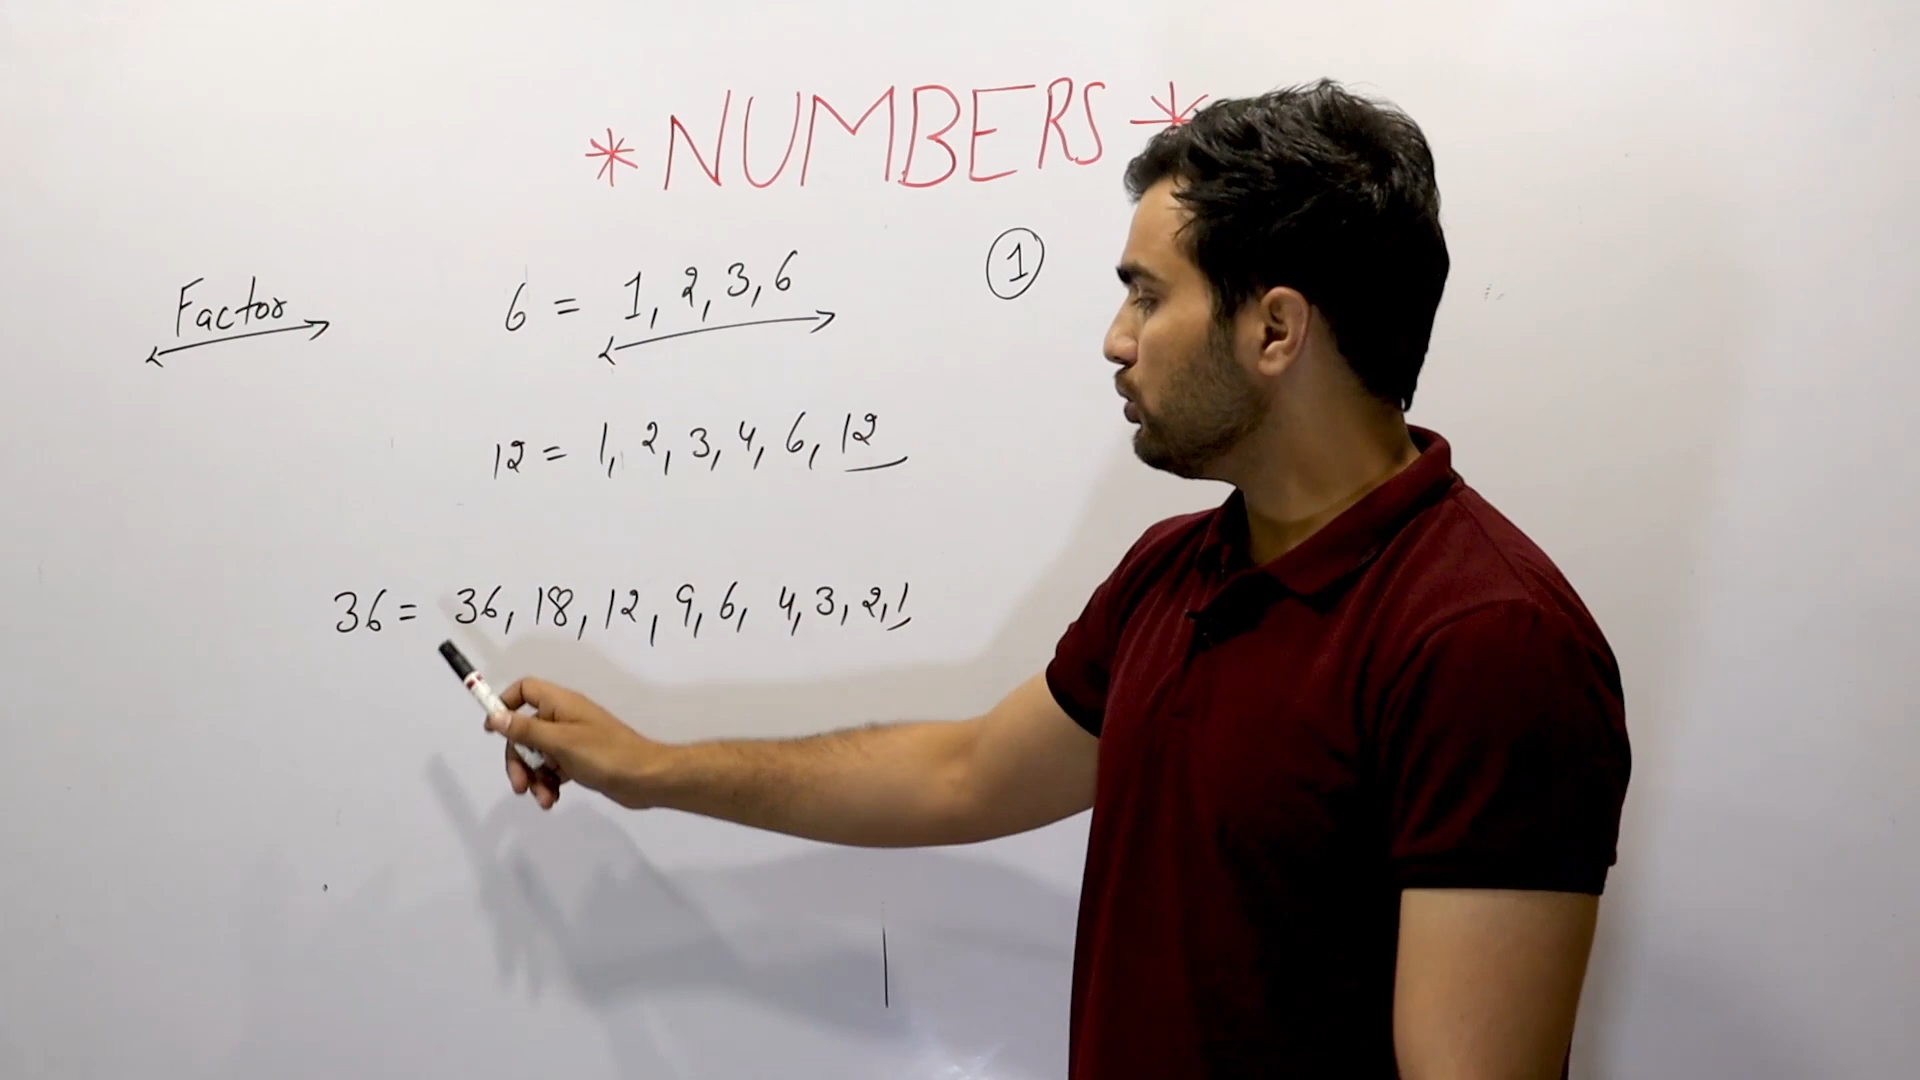 * NUMBERS *
Factor
6 = 1, 2, 3, 6
1
12 = 1, 2, 3, 4, 6, 12
36 = 36, 18, 12, 9, 6, 4, 3, 2, 1